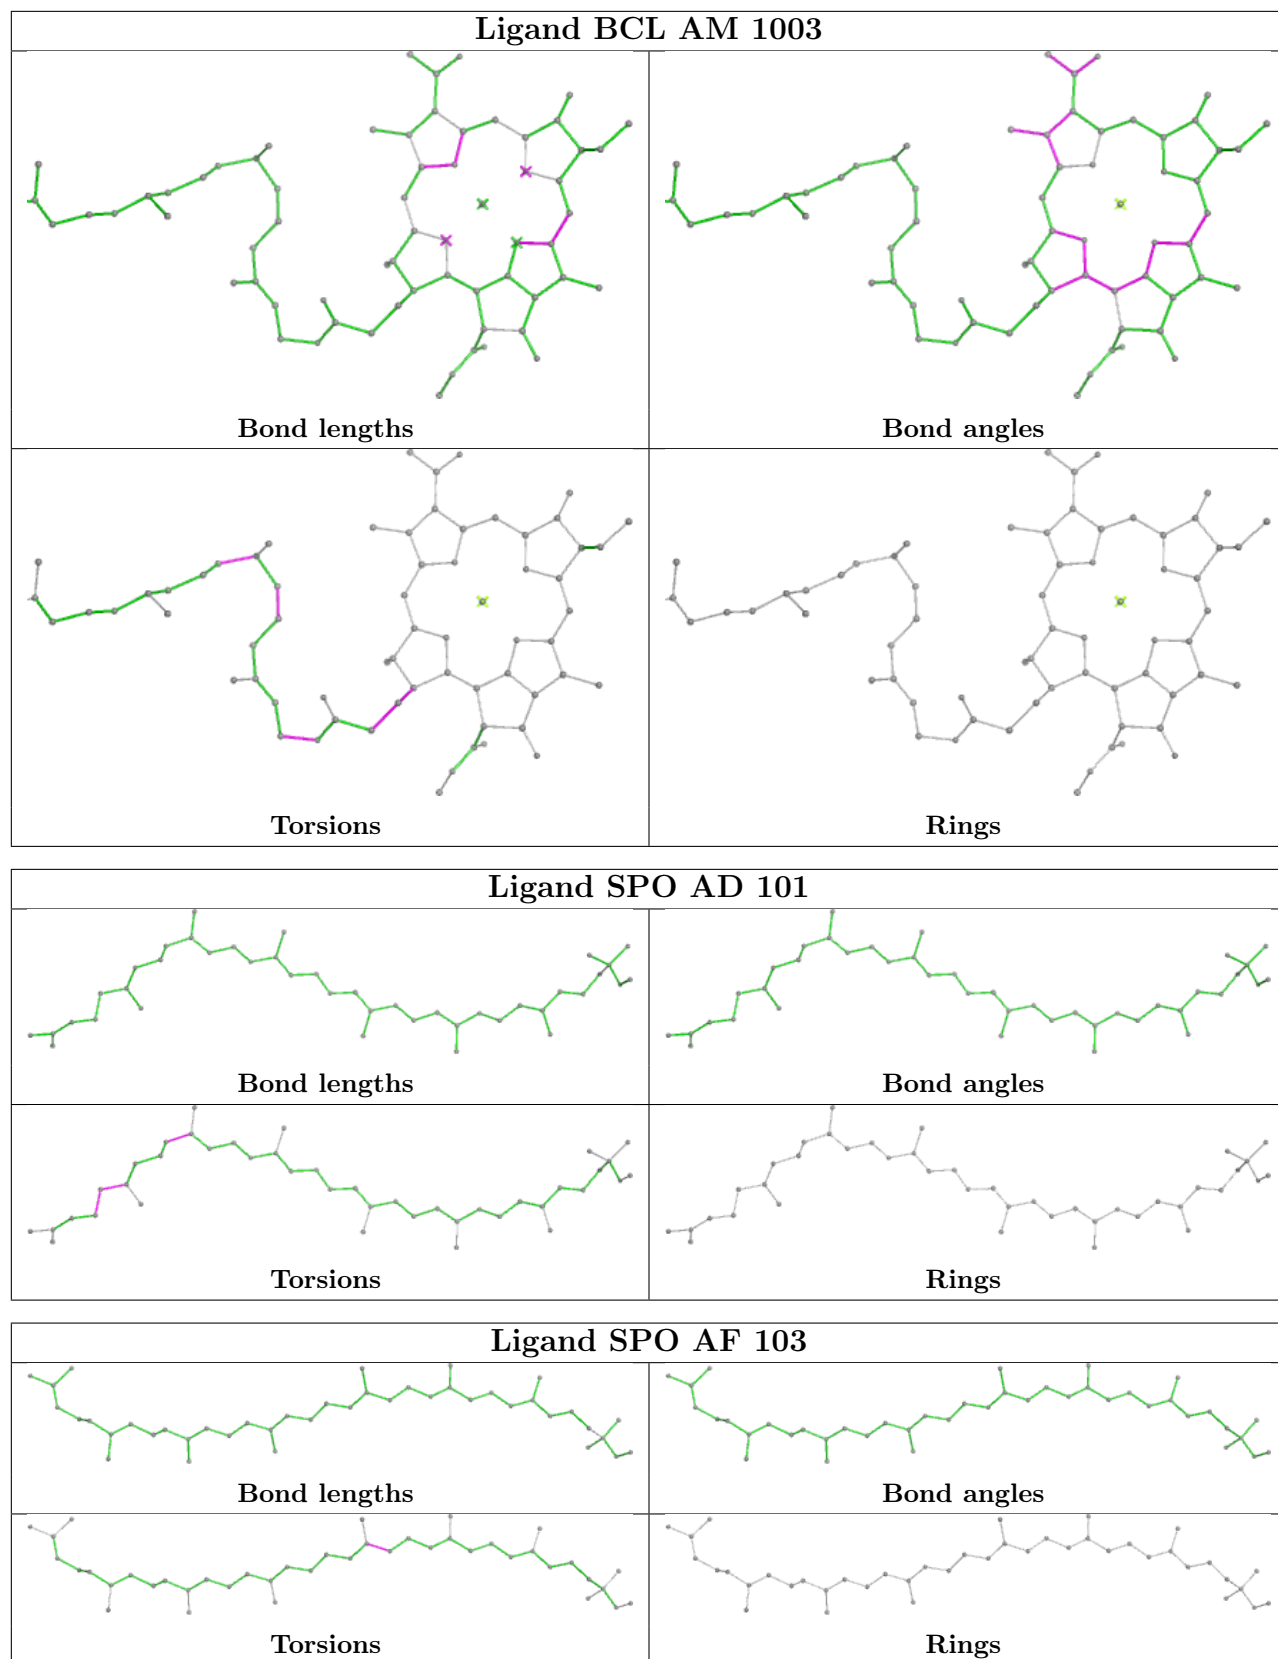 Ligand BCL AM 1003
Bond lengths
Bond angles
Torsions
Rings
Ligand SPO AD 101
Bond lengths
Bond angles
Torsions
Rings
Ligand SPO AF 103
Bond lengths
Bond angles
Torsions
Rings